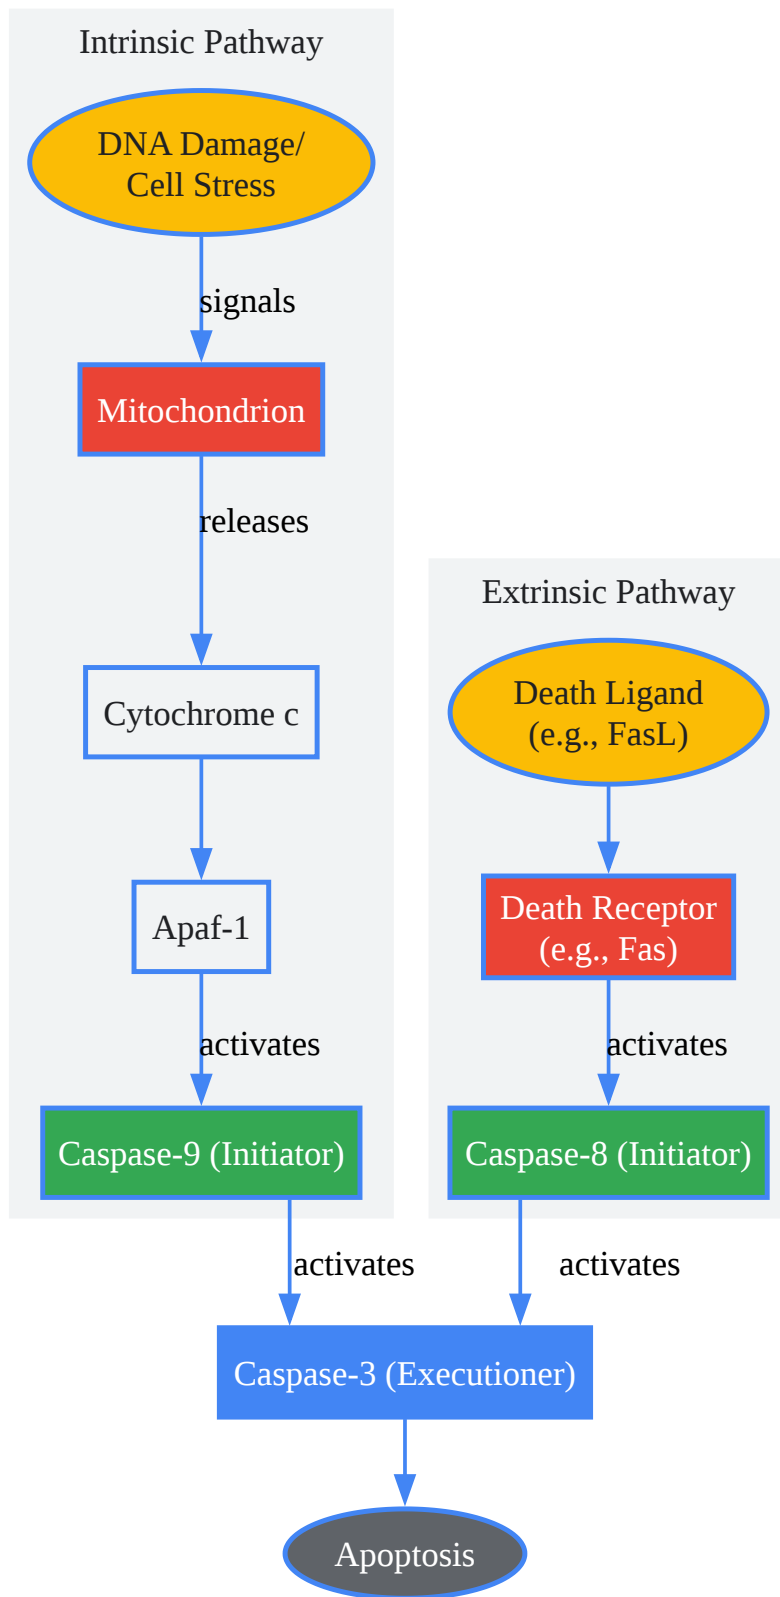 Intrinsic Pathway
DNA Damage/
Cell Stress
signals
Mitochondrion
releases
Cytochrome c
Apaf-1
activates
Caspase-9 (Initiator)
Extrinsic Pathway
Death Ligand
(e.g., FasL)
Death Receptor
(e.g., Fas)
activates
Caspase-8 (Initiator)
activates
activates
Caspase-3 (Executioner)
Apoptosis